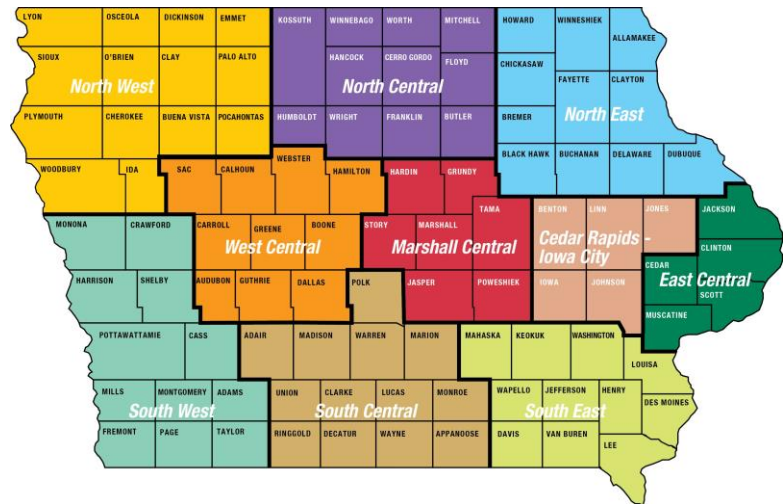 LYON
OSCEOLA
DICKINSON
EMMET
SIOUX
O'BRIEN
CLAY
PALO ALTO
North West
PLYMOUTH
CHEROKEE
BUENA VISTA
POCAHONTAS
WOODBURY
IDA
KOSSUTH
WINNEBAGO
WORTH
MITCHELL
HANCOCK
CERRO GORDO
FLOYD
North Central
HUMBOLDT
WRIGHT
FRANKLIN
BUTLER
HOWARD
WINNESHIEK
ALLAMAKEE
CHICKASAW
FAYETTE
CLAYTON
North East
BREMER
BLACK HAWK
BUCHANAN
DELAWARE
DUBUQUE
SAC
CALHOUN
WEBSTER
HAMILTON
CARROLL
GREENE
BOONE
West Central
AUDUBON
GUTHRIE
DALLAS
HARDIN
GRUNDY
TAMA
STORY
MARSHALL
Marshall Central
JASPER
POWESHIEK
BENTON
LINN
JONES
Cedar Rapids -
Iowa City
IOWA
JOHNSON
JACKSON
CLINTON
CEDAR
East Central
SCOTT
MUSCATINE
MONONA
CRAWFORD
HARRISON
SHELBY
POTTAWATTAMIE
CASS
MILLS
MONTGOMERY
ADAMS
South West
FREMONT
PAGE
TAYLOR
POLK
ADAIR
MADISON
WARREN
MARION
UNION
CLARKE
LUCAS
MONROE
South Central
RINGGOLD
DECATUR
WAYNE
APPANOOSE
MAHASKA
KEOKUK
WASHINGTON
LOUISA
WAPELLO
JEFFERSON
HENRY
DES MOINES
South East
DAVIS
VAN BUREN
LEE